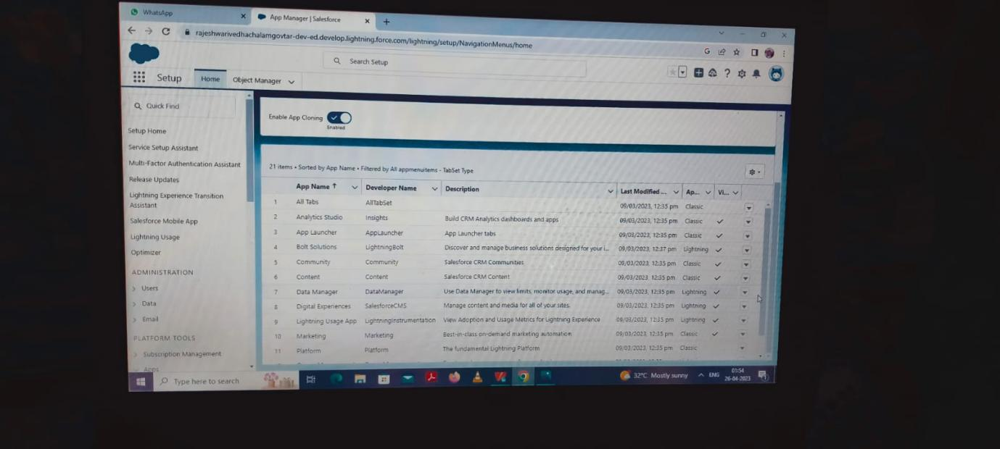 WhatsApp
App Manager | Salesforce
rajeshwarivedhachalamgovtar-dev-ed.develop.lightning.force.com/lightning/setup/NavigationMenus/home
Search Setup
Setup Home Object Manager
Quick Find
Setup Home
Service Setup Assistant
Multi-Factor Authentication Assistant
Release Updates
Lightning Experience Transition
Assistant
Salesforce Mobile App
Lightning Usage
Optimizer
ADMINISTRATION
Users
Data
Email
PLATFORM TOOLS
Subscription Management
Apps
Enable App Cloning
Enabled
21 items • Sorted by App Name • Filtered by All appmenuitems - TabSet Type
App Name ↑ Developer Name Description Last Modified ... Ap... Vi...
1 All Tabs AllTabSet 09/03/2023, 12:35 pm Classic
2 Analytics Studio Insights Build CRM Analytics dashboards and apps 09/03/2023, 12:35 pm Classic
3 App Launcher AppLauncher App Launcher tabs 09/03/2023, 12:35 pm Classic
4 Bolt Solutions LightningBolt Discover and manage business solutions designed for your i... 09/03/2023, 12:37 pm Lightning
5 Community Community Salesforce CRM Communities 09/03/2023, 12:35 pm Classic
6 Content Content Salesforce CRM Content 09/03/2023, 12:35 pm Classic
7 Data Manager DataManager Use Data Manager to view limits, monitor usage, and manag... 09/03/2023, 12:35 pm Lightning
8 Digital Experiences SalesforceCMS Manage content and media for all of your sites. 09/03/2023, 12:35 pm Lightning
9 Lightning Usage App LightningInstrumentation View Adoption and Usage Metrics for Lightning Experience 09/03/2023, 12:35 pm Lightning
10 Marketing Marketing Best-in-class on-demand marketing automation 09/03/2023, 12:35 pm Classic
11 Platform Platform The fundamental Lightning Platform 09/03/2023, 12:35 pm Classic
Type here to search
32°C Mostly sunny
ENG
01:54
26-04-2023